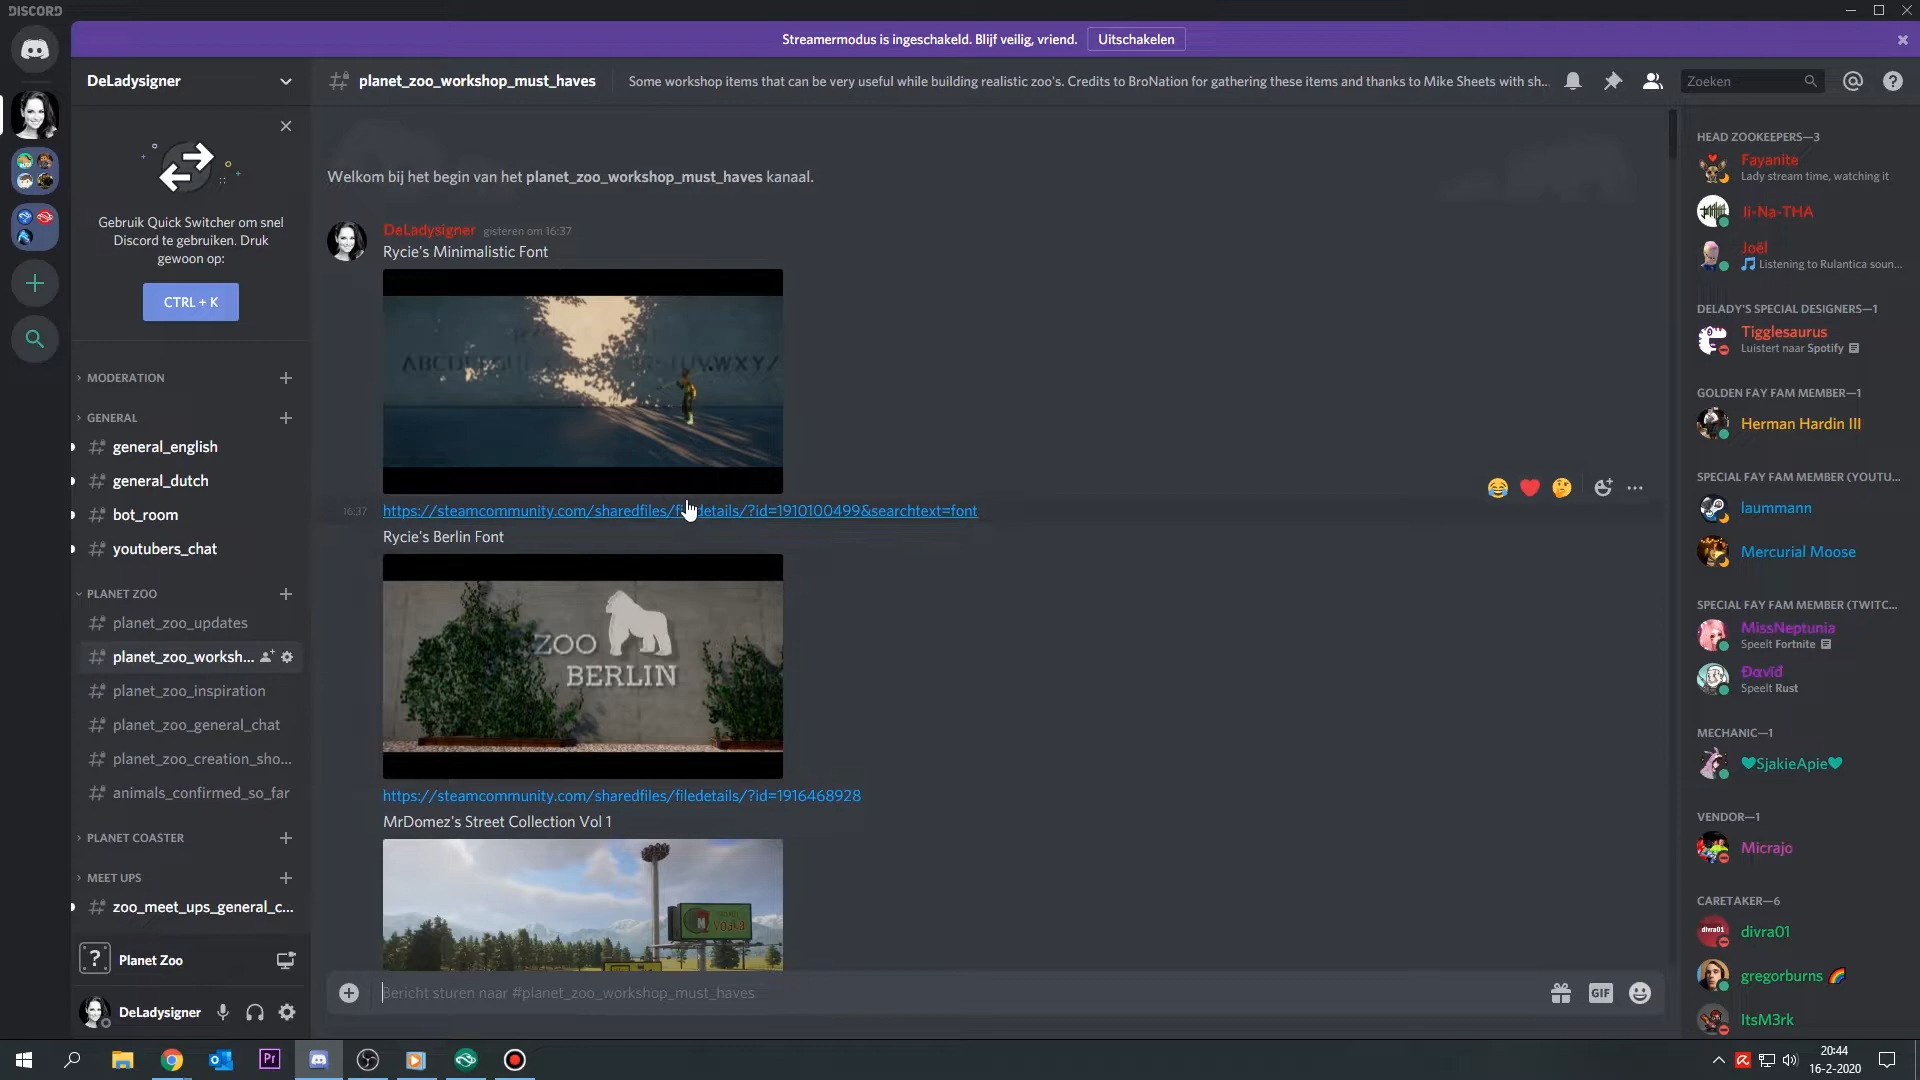 DISCORD
Streamermodus is ingeschakeld. Blijf veilig, vriend.
Uitschakelen
DeLadysigner
planet_zoo_workshop_must_haves
Some workshop items that can be very useful while building realistic zoo's. Credits to BroNation for gathering these items and thanks to Mike Sheets with sh...
Zoeken
Gebruik Quick Switcher om snel
Discord te gebruiken. Druk
gewoon op:
CTRL + K
MODERATION
GENERAL
general_english
general_dutch
bot_room
youtubers_chat
PLANET ZOO
planet_zoo_updates
planet_zoo_worksh...
planet_zoo_inspiration
planet_zoo_general_chat
planet_zoo_creation_sho...
animals_confirmed_so_far
PLANET COASTER
MEET UPS
zoo_meet_ups_general_c...
Planet Zoo
DeLadysigner
Welkom bij het begin van het planet_zoo_workshop_must_haves kanaal.
DeLadysigner gisteren om 16:37
Rycie's Minimalistic Font
16:37
https://steamcommunity.com/sharedfiles/filedetails/?id=1910100499&searchtext=font
Rycie's Berlin Font
ZOO
BERLIN
https://steamcommunity.com/sharedfiles/filedetails/?id=1916468928
MrDomez's Street Collection Vol 1
Vodka
Bericht sturen naar #planet_zoo_workshop_must_haves
GIF
HEAD ZOOKEEPERS—3
Fayanite
Lady stream time, watching it
Ji-Na-THA
Joël
Listening to Rulantica soun...
DELADY'S SPECIAL DESIGNERS—1
Tigglesaurus
Luistert naar Spotify
GOLDEN FAY FAM MEMBER—1
Herman Hardin III
SPECIAL FAY FAM MEMBER (YOUTU...
laummann
Mercurial Moose
SPECIAL FAY FAM MEMBER (TWITC...
MissNeptunia
Speelt Fortnite
Đαvïđ
Speelt Rust
MECHANIC—1
SjakieApie
VENDOR—1
Micrajo
CARETAKER—6
divra01
divra01
gregorburns
ItsM3rk
Pr
20:44
16-2-2020